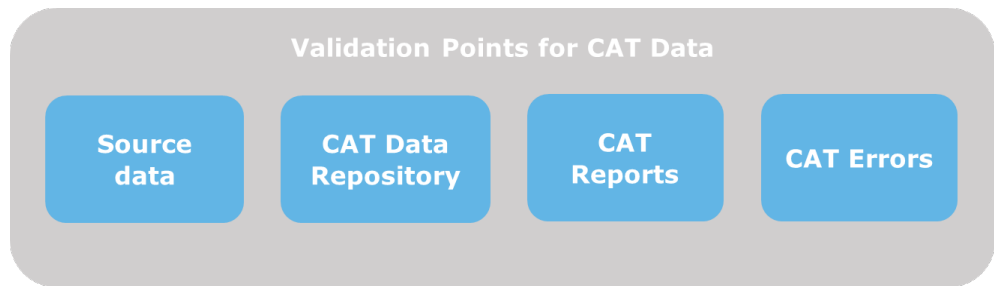 Validation Points for CAT Data
Source
data
CAT Data
Repository
CAT
Reports
CAT Errors